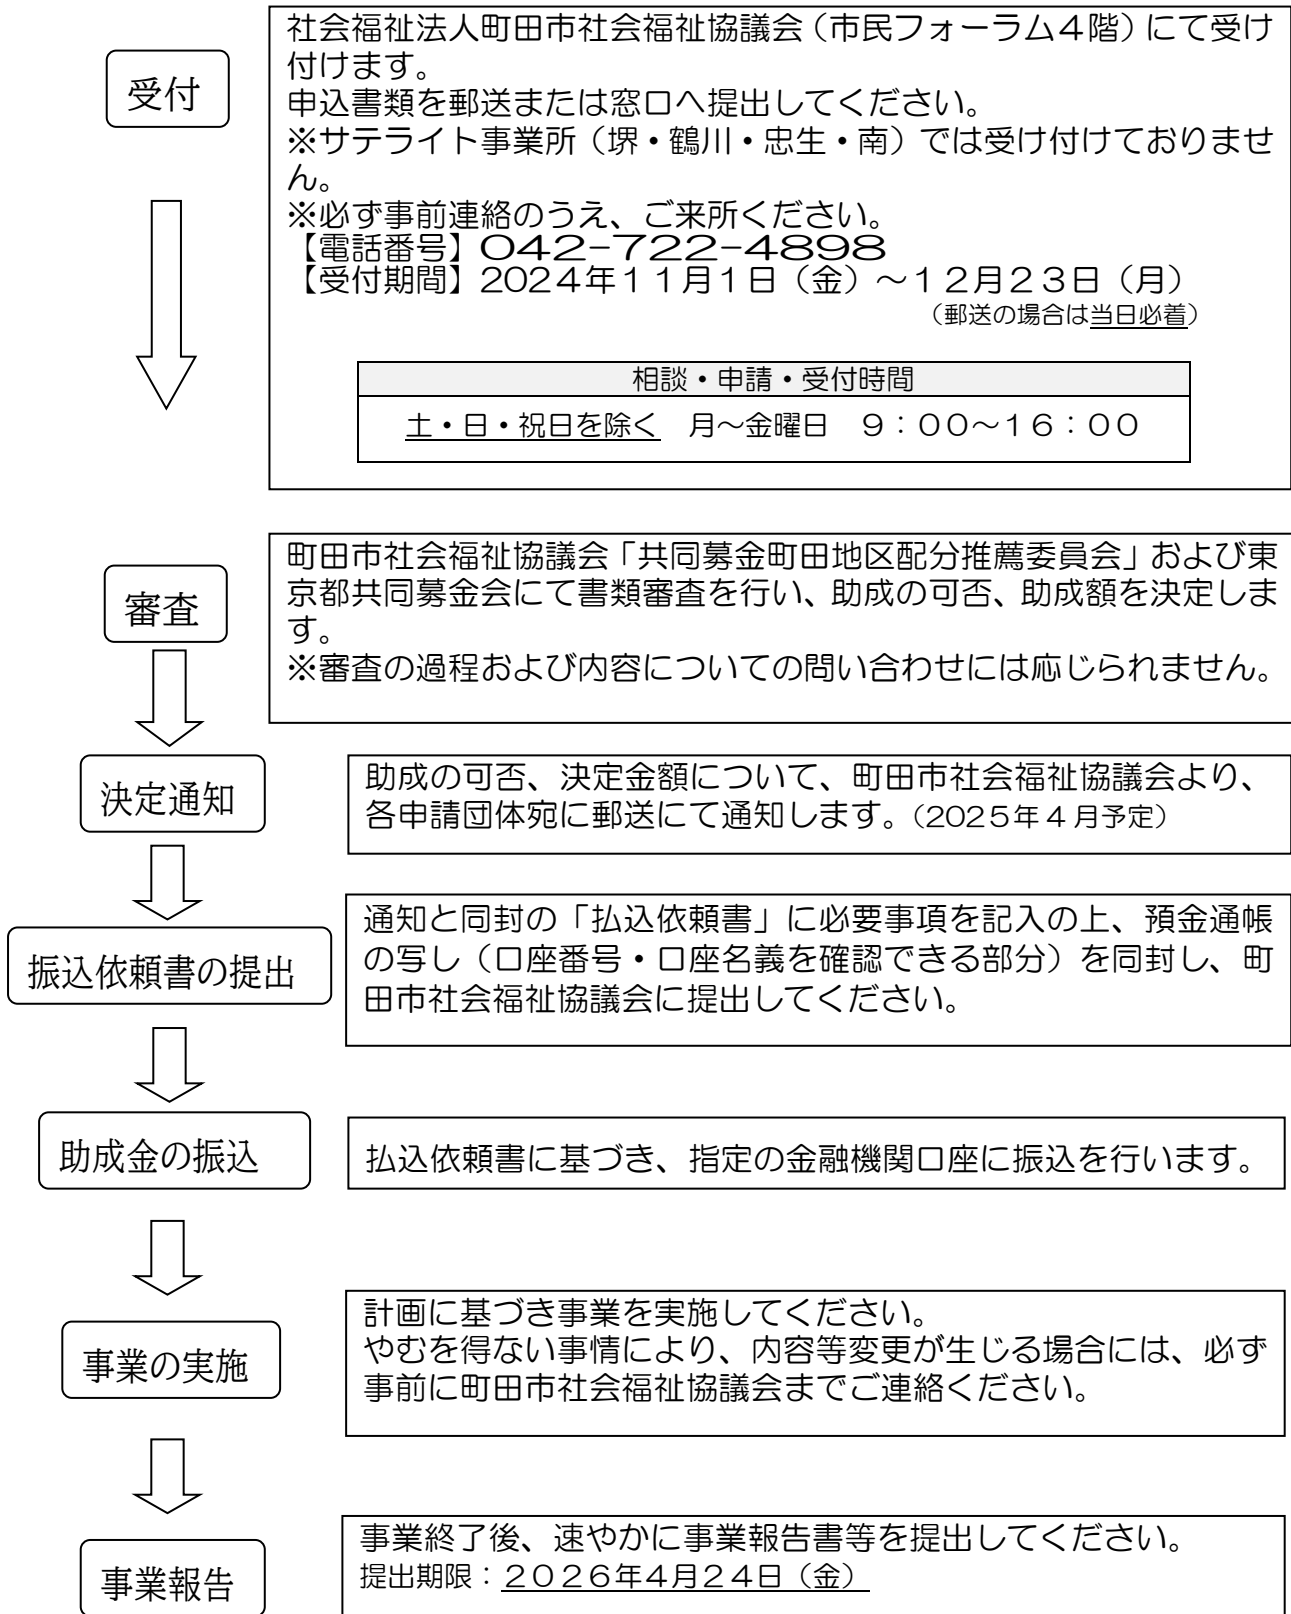 受付
社会福祉法人町田市社会福祉協議会（市民フォーラム４階）にて受け
付けます。
申込書類を郵送または窓口へ提出してください。
※サテライト事業所（堺・鶴川・忠生・南）では受け付けておりませ
ん。
※必ず事前連絡のうえ、ご来所ください。
【電話番号】０４２−７２２−４８９８
【受付期間】２０２４年１１月１日（金）～１２月２３日（月）
（郵送の場合は当日必着）
相談・申請・受付時間
土・日・祝日を除く　月～金曜日　９：００～１６：００
審査
町田市社会福祉協議会「共同募金町田地区配分推薦委員会」および東
京都共同募金会にて書類審査を行い、助成の可否、助成額を決定しま
す。
※審査の過程および内容についての問い合わせには応じられません。
決定通知
助成の可否、決定金額について、町田市社会福祉協議会より、
各申請団体宛に郵送にて通知します。（2025年４月予定）
振込依頼書の提出
通知と同封の「払込依頼書」に必要事項を記入の上、預金通帳
の写し（口座番号・口座名義を確認できる部分）を同封し、町
田市社会福祉協議会に提出してください。
助成金の振込
払込依頼書に基づき、指定の金融機関口座に振込を行います。
事業の実施
計画に基づき事業を実施してください。
やむを得ない事情により、内容等変更が生じる場合には、必ず
事前に町田市社会福祉協議会までご連絡ください。
事業報告
事業終了後、速やかに事業報告書等を提出してください。
提出期限：２０２６年４月２４日（金）